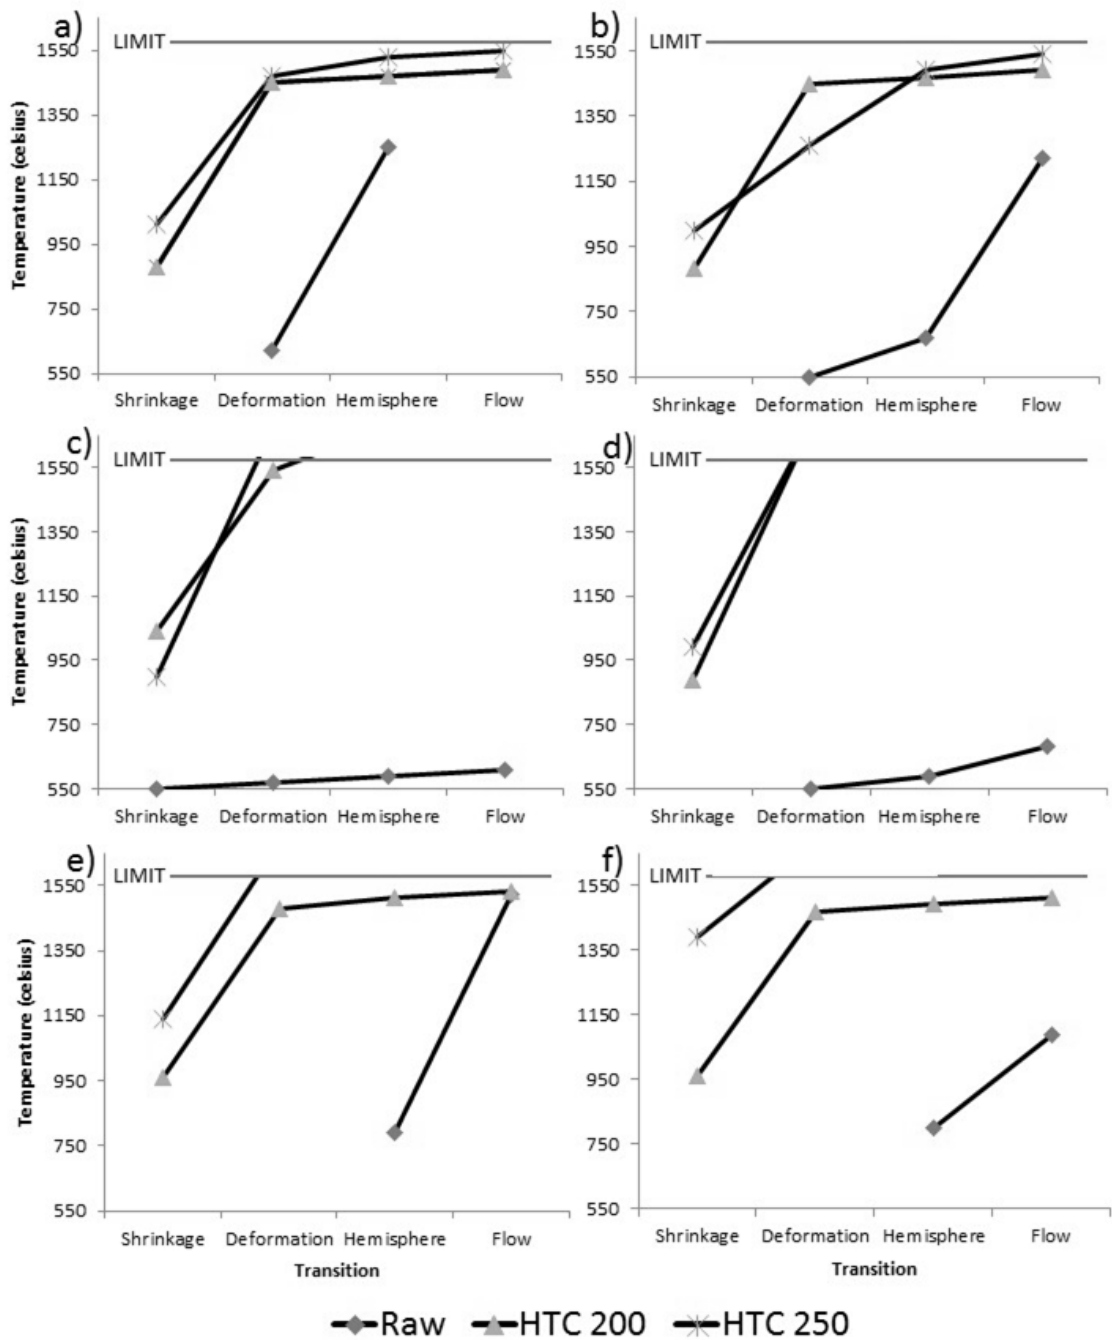 a)
LIMIT
1550
1350
1150
950
750
550
Temperature (celsius)
Shrinkage Deformation Hemisphere Flow
b)
LIMIT
1550
1350
1150
950
750
550
Shrinkage Deformation Hemisphere Flow
c)
LIMIT
1550
1350
1150
950
750
550
Temperature (celsius)
Shrinkage Deformation Hemisphere Flow
d)
LIMIT
1550
1350
1150
950
750
550
Shrinkage Deformation Hemisphere Flow
e)
LIMIT
1550
1350
1150
950
750
550
Temperature (celsius)
Shrinkage Deformation Hemisphere Flow
Transition
f)
LIMIT
1550
1350
1150
950
750
550
Shrinkage Deformation Hemisphere Flow
Transition
Raw HTC 200 HTC 250